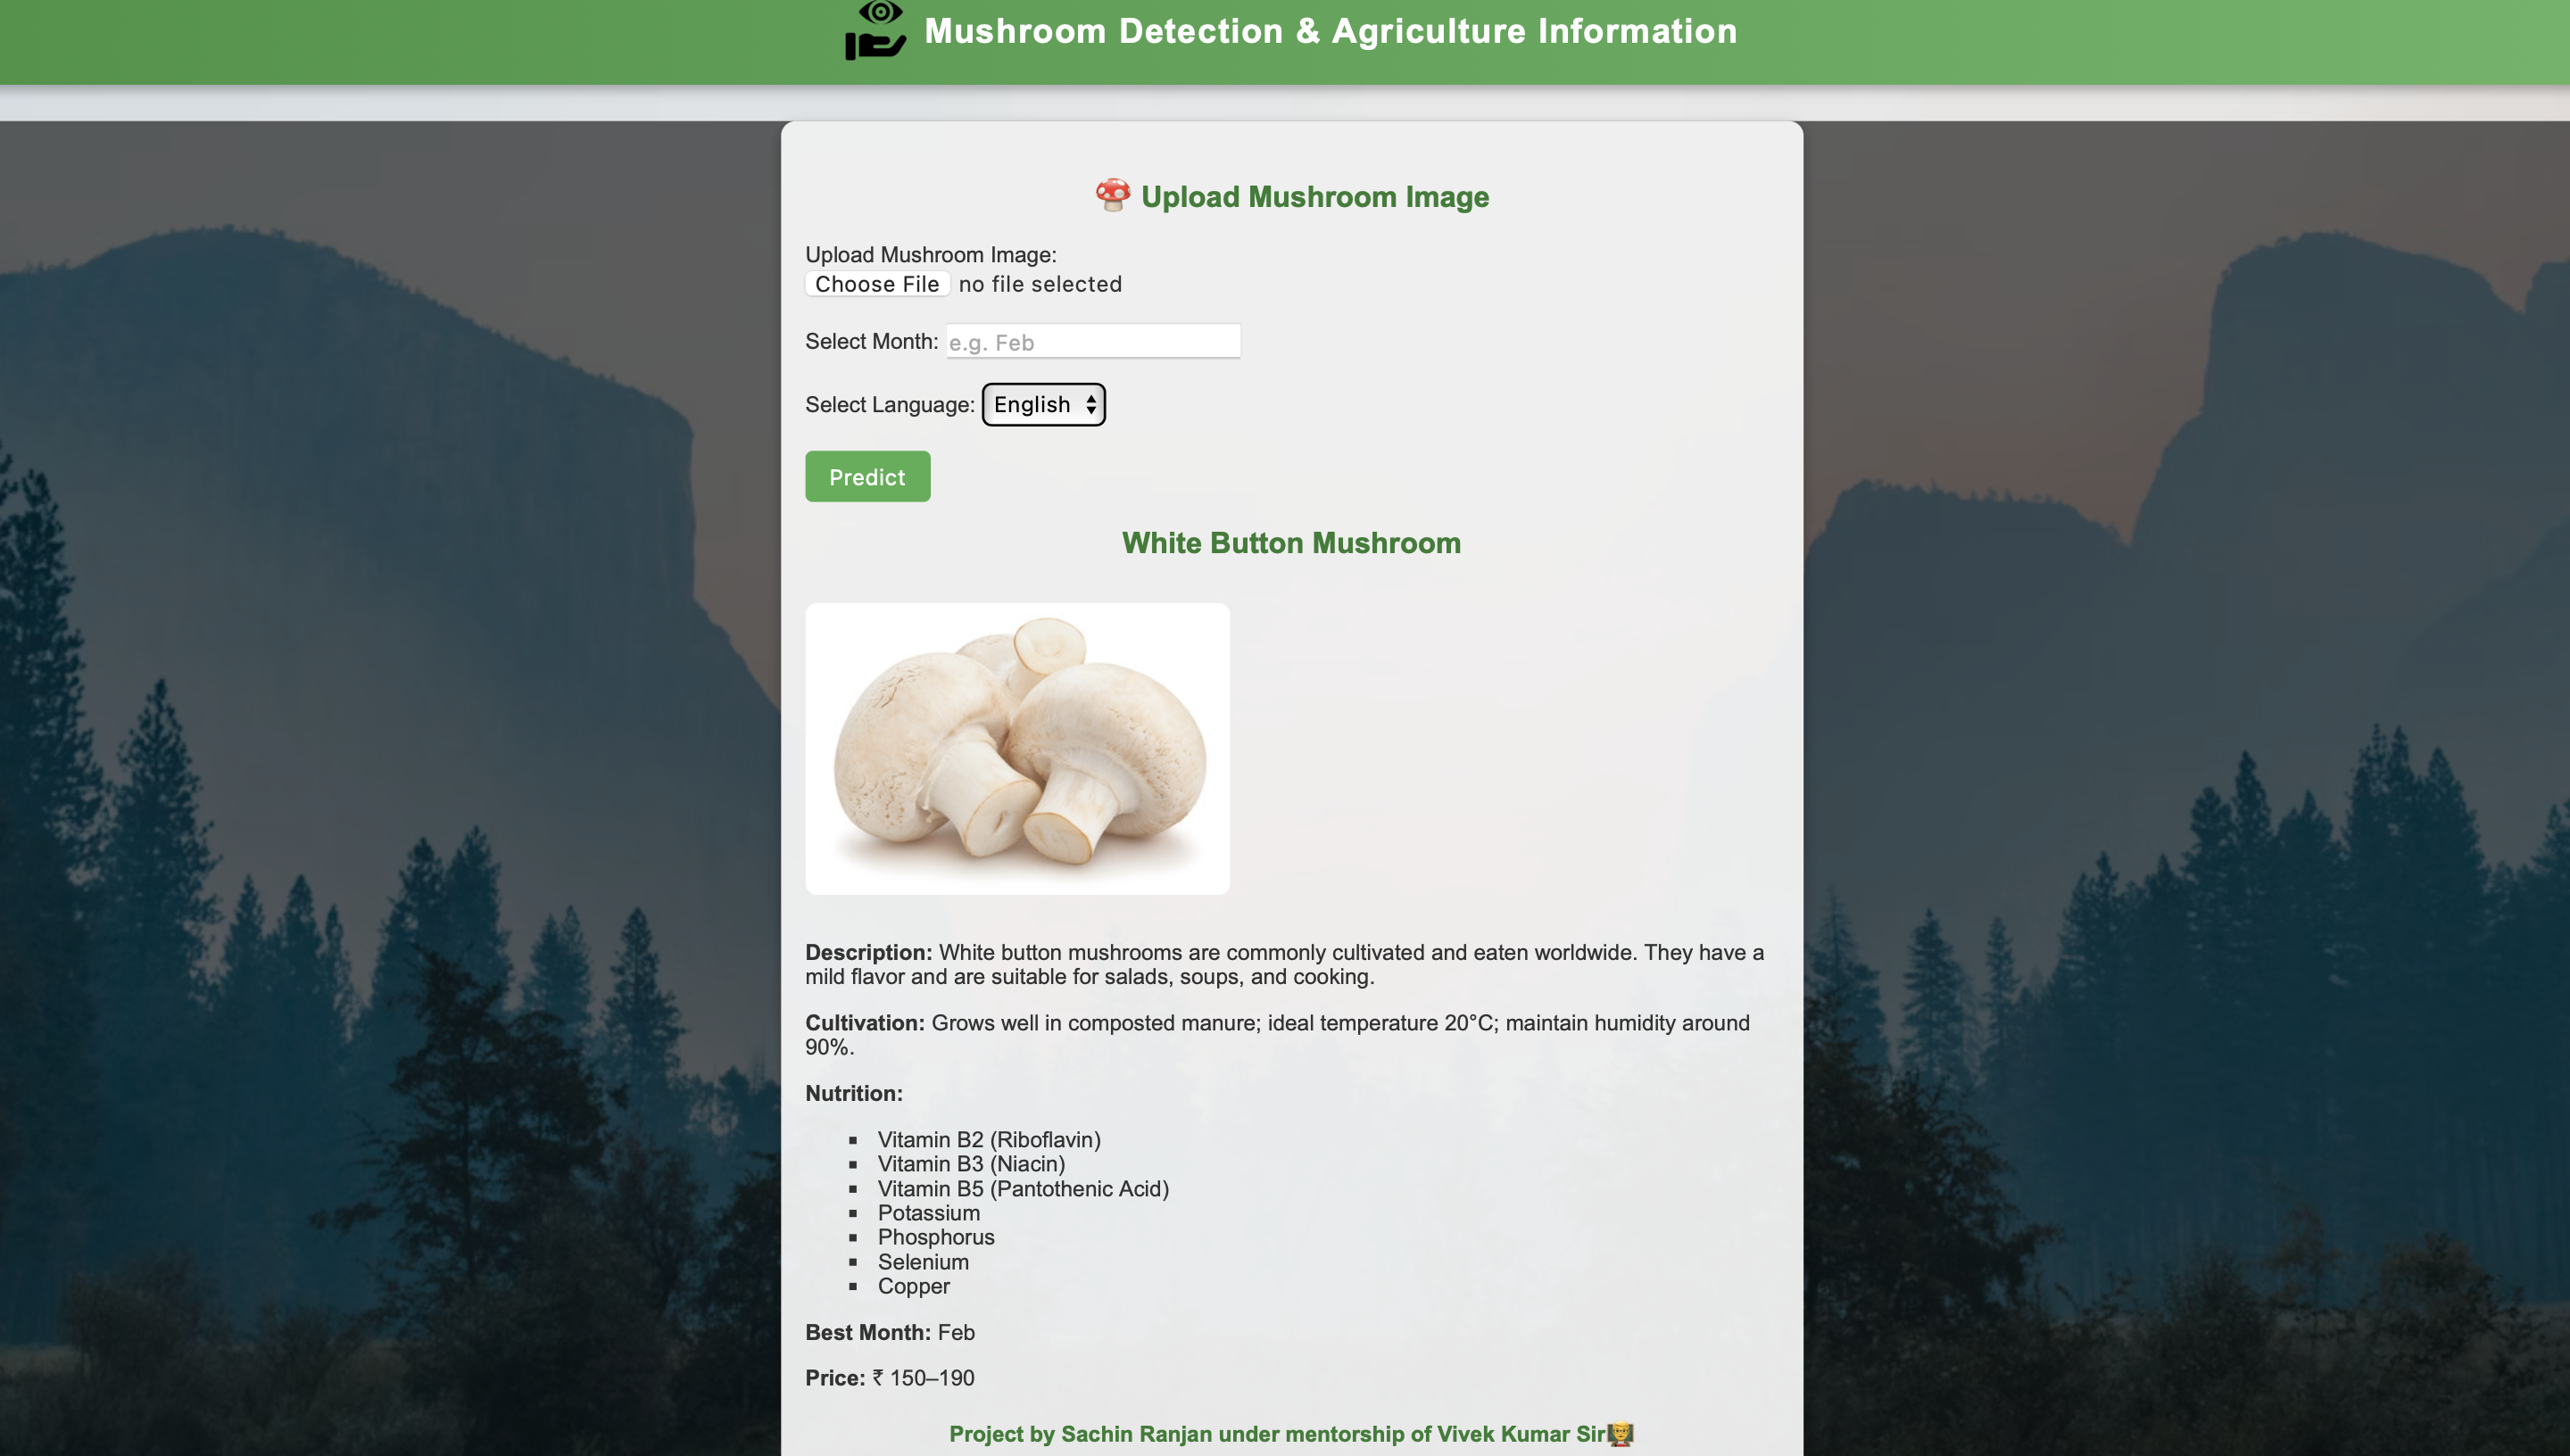 Mushroom Detection & Agriculture Information
🍄 Upload Mushroom Image
Upload Mushroom Image:
Choose File no file selected
Select Month: e.g. Feb
Select Language: English
Predict
White Button Mushroom
Description: White button mushrooms are commonly cultivated and eaten worldwide. They have a
mild flavor and are suitable for salads, soups, and cooking.
Cultivation: Grows well in composted manure; ideal temperature 20°C; maintain humidity around
90%.
Nutrition:
▪ Vitamin B2 (Riboflavin)
▪ Vitamin B3 (Niacin)
▪ Vitamin B5 (Pantothenic Acid)
▪ Potassium
▪ Phosphorus
▪ Selenium
▪ Copper
Best Month: Feb
Price: ₹ 150–190
Project by Sachin Ranjan under mentorship of Vivek Kumar Sir👨‍🏫